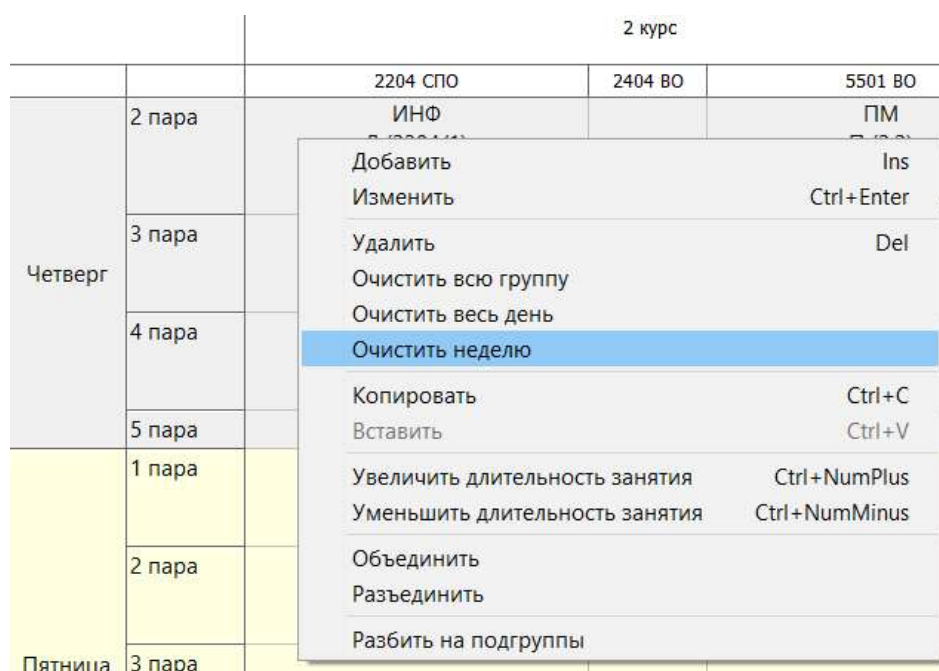 2 курс
2204 СПО 2404 ВО 5501 ВО
2 пара ИНФ ПМ
Добавить Ins
Изменить Ctrl+Enter
3 пара
Удалить Del
Четверг Очистить всю группу
Очистить весь день
4 пара
Очистить неделю
Копировать Ctrl+C
5 пара Вставить Ctrl+V
1 пара
Увеличить длительность занятия Ctrl+NumPlus
Уменьшить длительность занятия Ctrl+NumMinus
2 пара Объединить
Разъединить
Разбить на подгруппы
Пятница 3 пара